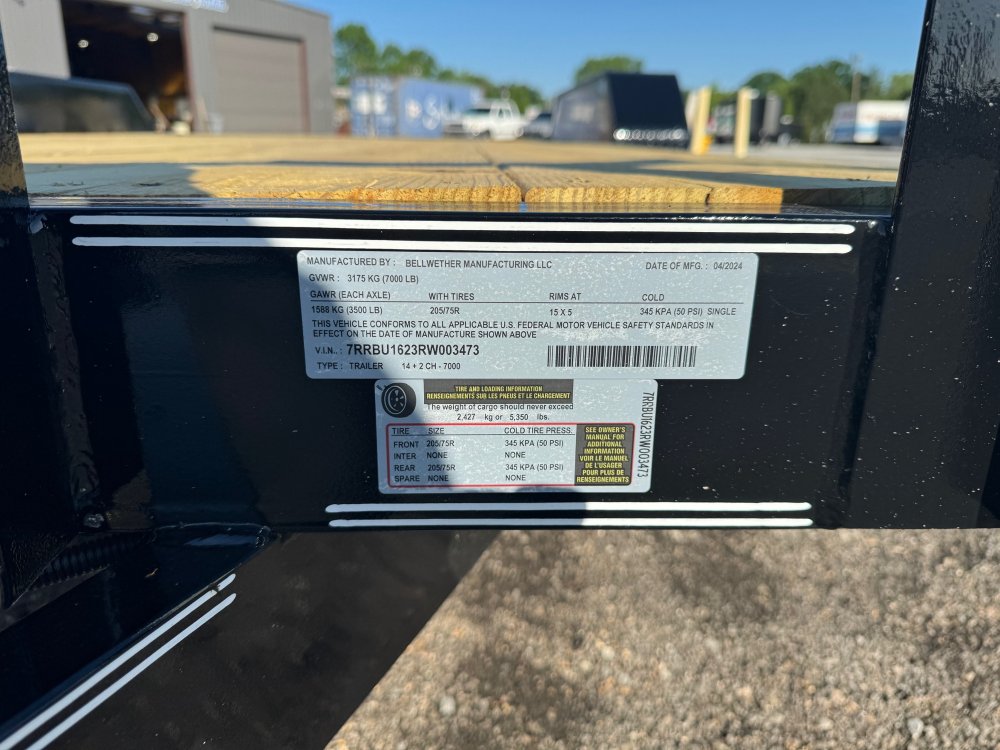 MANUFACTURED BY : BELLWETHER MANUFACTURING LLC DATE OF MFG. : 04/2024
GVWR : 3175 KG (7000 LB)
GAWR (EACH AXLE) WITH TIRES RIMS AT COLD
1588 KG (3500 LB) 205/75R 15 X 5 345 KPA (50 PSI) SINGLE
THIS VEHICLE CONFORMS TO ALL APPLICABLE U.S. FEDERAL MOTOR VEHICLE SAFETY STANDARDS IN
EFFECT ON THE DATE OF MANUFACTURE SHOWN ABOVE
V.I.N.: 7RRBU1623RW003473
TYPE : TRAILER 14 + 2 CH - 7000
TIRE AND LOADING INFORMATION
RENSEIGNEMENTS SUR LES PNEUS ET LE CHARGEMENT
The weight of cargo should never exceed
2,427 kg or 5,350 lbs.
TIRE SIZE COLD TIRE PRESS.
FRONT 205/75R 345 KPA (50 PSI)
INTER NONE NONE
REAR 205/75R 345 KPA (50 PSI)
SPARE NONE NONE
SEE OWNER'S
MANUAL FOR
ADDITIONAL
INFORMATION
VOIR LE MANUEL
DE L'USAGER
POUR PLUS DE
RENSEIGNEMENTS
7RRBU1623RW003473